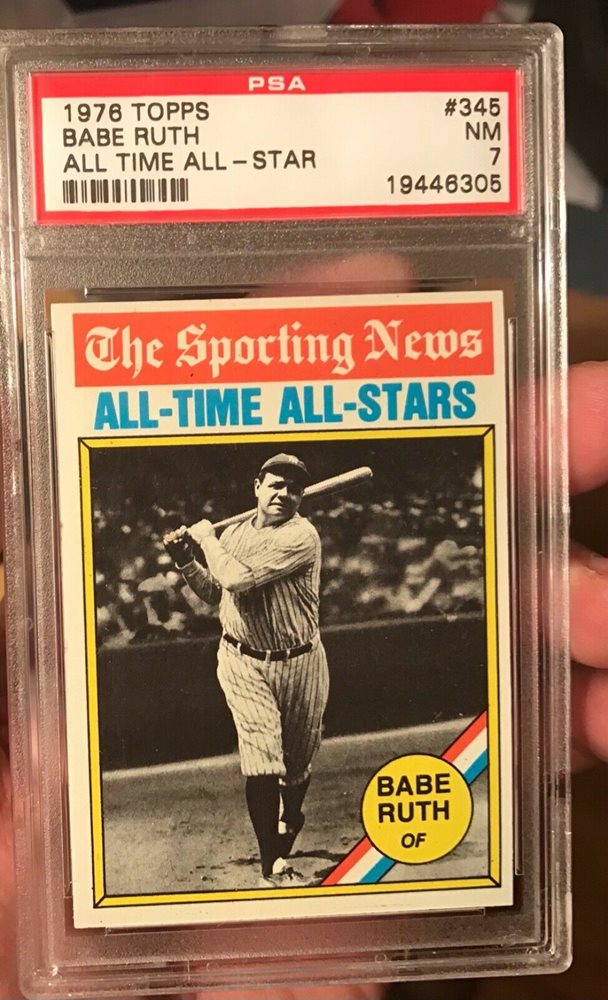 PSA
1976 TOPPS #345
BABE RUTH NM
ALL TIME ALL-STAR 7
19446305
The Sporting News
ALL-TIME ALL-STARS
BABE
RUTH
OF